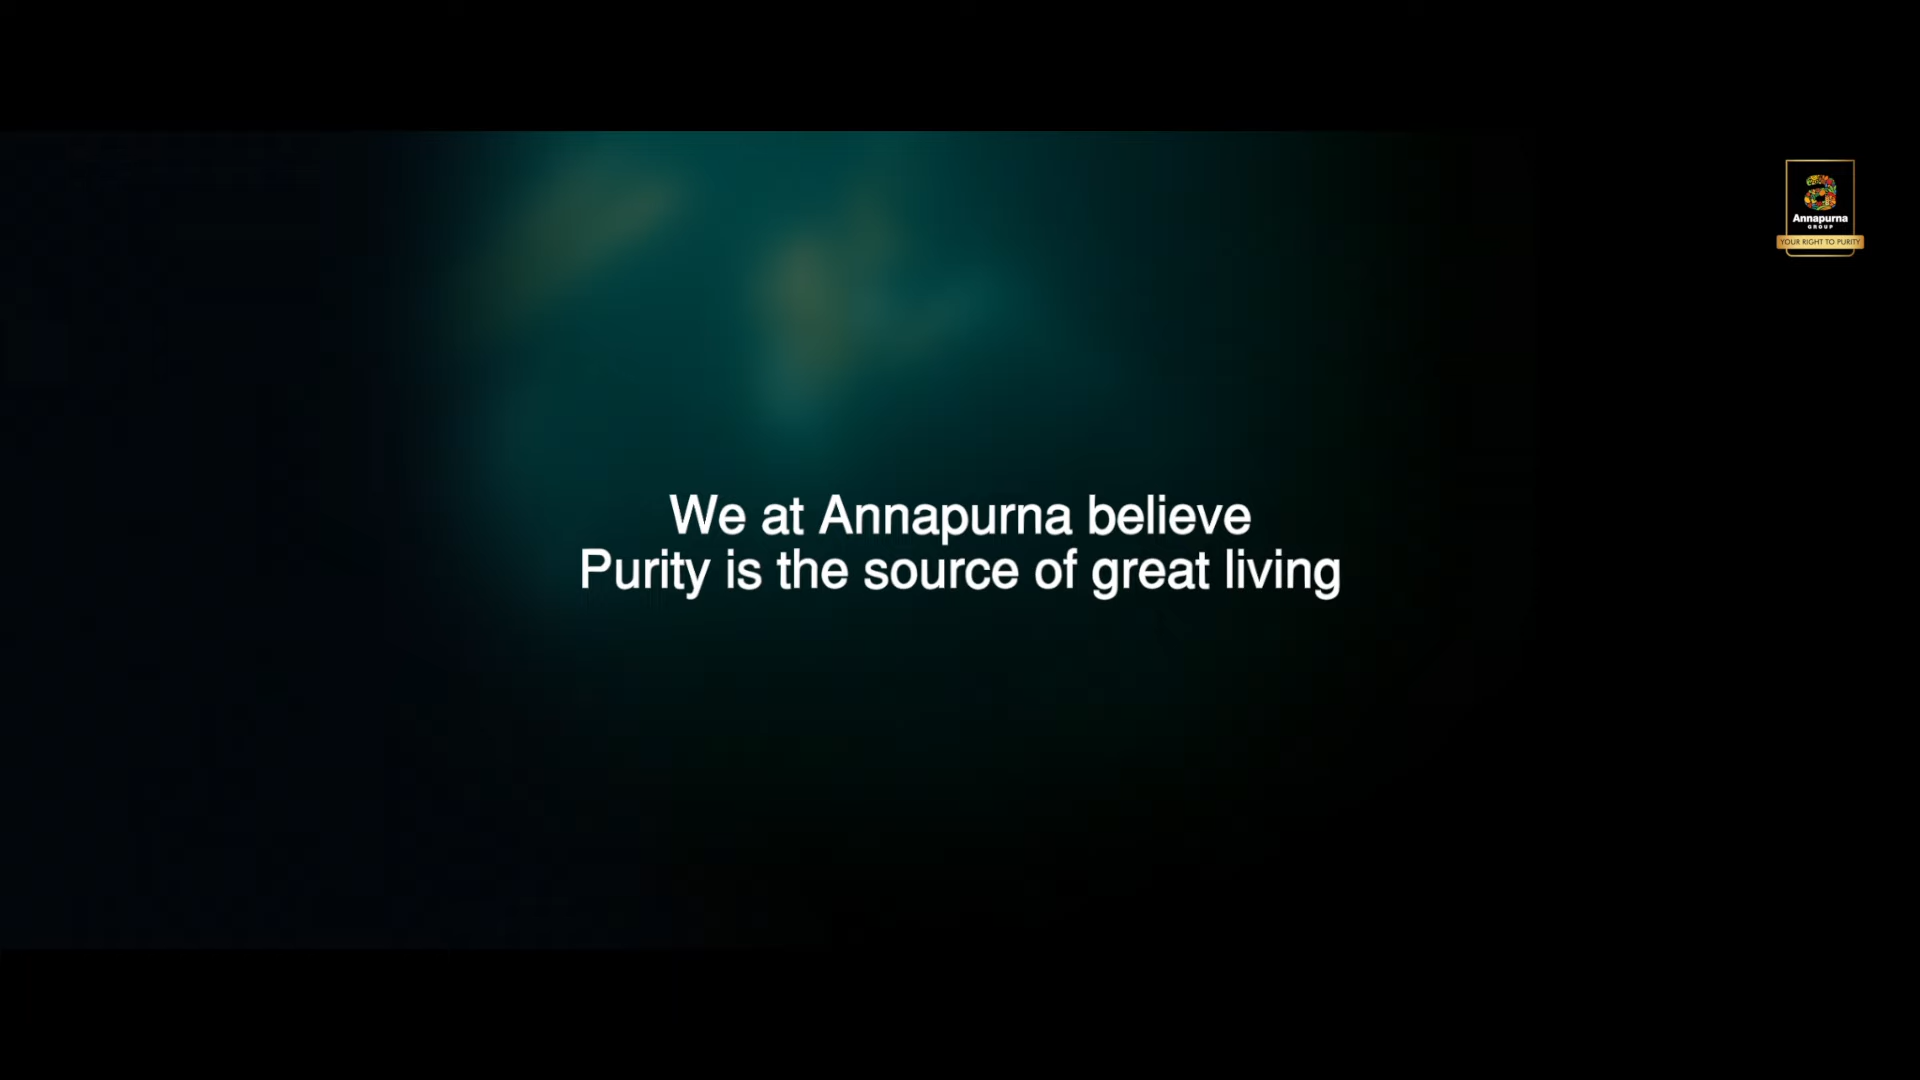 Annapurna
GROUP
YOUR RIGHT TO PURITY
We at Annapurna believe
Purity is the source of great living